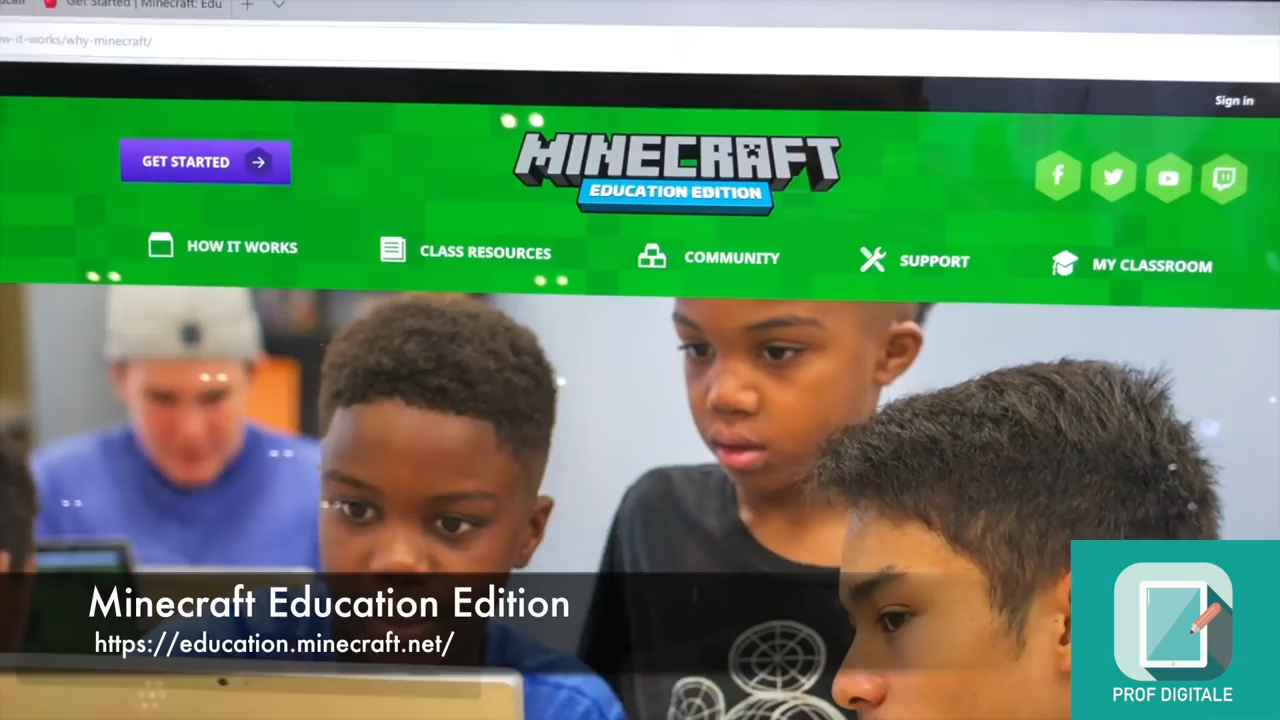 Get Started | Minecraft: Edu
w-it-works/why-minecraft/
Sign in
GET STARTED
MINECRAFT
EDUCATION EDITION
HOW IT WORKS
CLASS RESOURCES
COMMUNITY
SUPPORT
MY CLASSROOM
Minecraft Education Edition
https://education.minecraft.net/
PROF DIGITALE